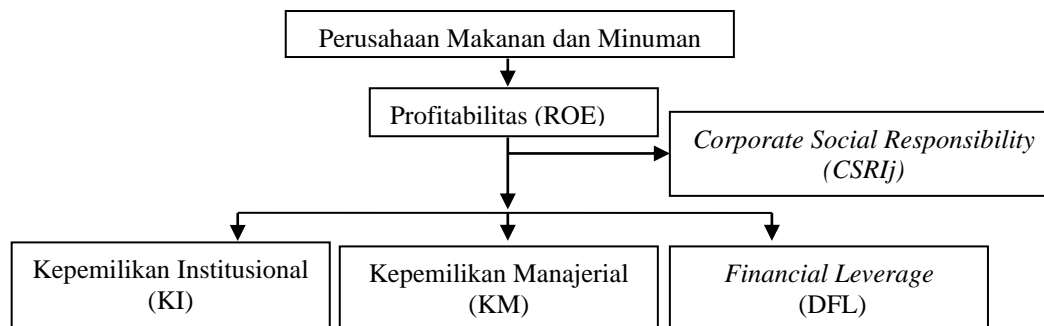 Perusahaan Makanan dan Minuman
Profitabilitas (ROE)
Corporate Social Responsibility
(CSRIj)
Kepemilikan Institusional
(KI)
Kepemilikan Manajerial
(KM)
Financial Leverage
(DFL)